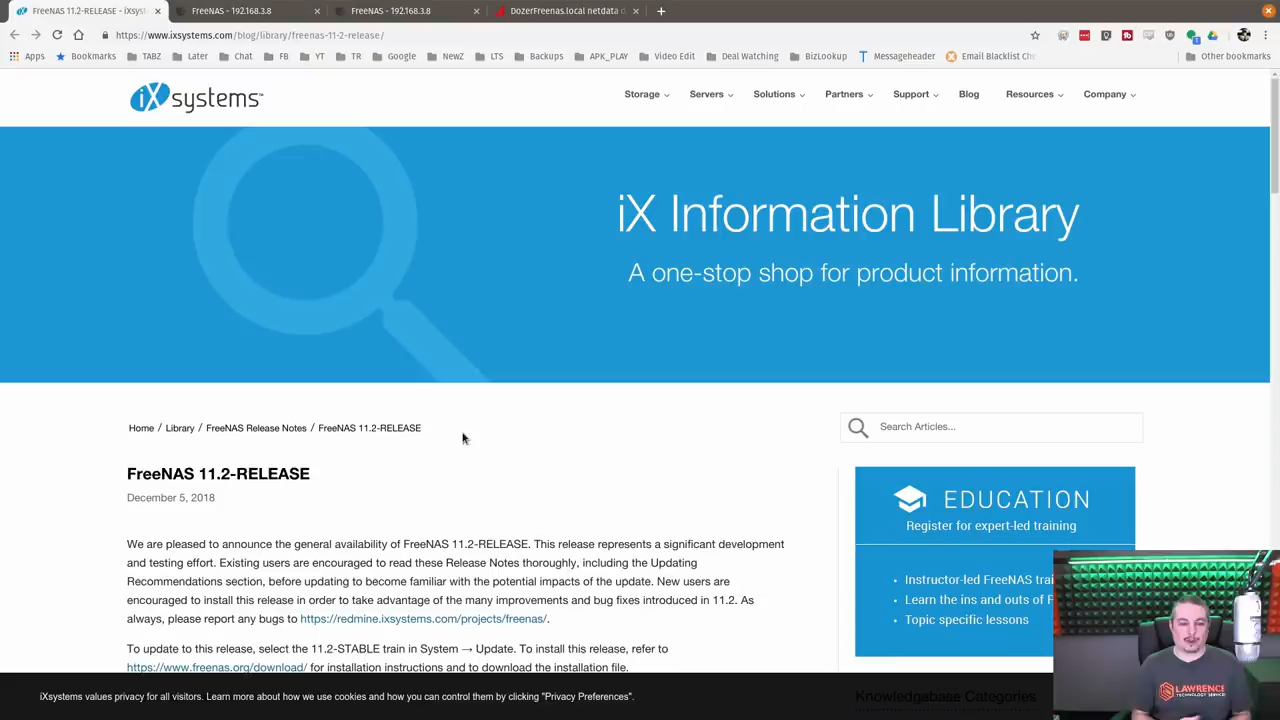 FreeNAS 11.2-RELEASE - iXsyst
FreeNAS - 192.168.3.8
FreeNAS - 192.168.3.8
DozerFreenas.local netdata d
https://www.ixsystems.com/blog/library/freenas-11-2-release/
Apps
Bookmarks
TABZ
Later
Chat
FB
YT
TR
Google
NewZ
LTS
Backups
APK_PLAY
Video Edit
Deal Watching
BizLookup
Messageheader
Email Blacklist Che
Other bookmarks
iXsystems™
Storage
Servers
Solutions
Partners
Support
Blog
Resources
Company
iX Information Library
A one-stop shop for product information.
Home / Library / FreeNAS Release Notes / FreeNAS 11.2-RELEASE
Search Articles...
FreeNAS 11.2-RELEASE
December 5, 2018
We are pleased to announce the general availability of FreeNAS 11.2-RELEASE. This release represents a significant development
and testing effort. Existing users are encouraged to read these Release Notes thoroughly, including the Updating
Recommendations section, before updating to become familiar with the potential impacts of the update. New users are
encouraged to install this release in order to take advantage of the many improvements and bug fixes introduced in 11.2. As
always, please report any bugs to https://redmine.ixsystems.com/projects/freenas/.
To update to this release, select the 11.2-STABLE train in System → Update. To install this release, refer to
https://www.freenas.org/download/ for installation instructions and to download the installation file.
EDUCATION
Register for expert-led training
• Instructor-led FreeNAS trai
• Learn the ins and outs of F
• Topic specific lessons
Knowledgebase Categories
iXsystems values privacy for all visitors. Learn more about how we use cookies and how you can control them by clicking "Privacy Preferences".
LAWRENCE
TECHNOLOGY SERVICES